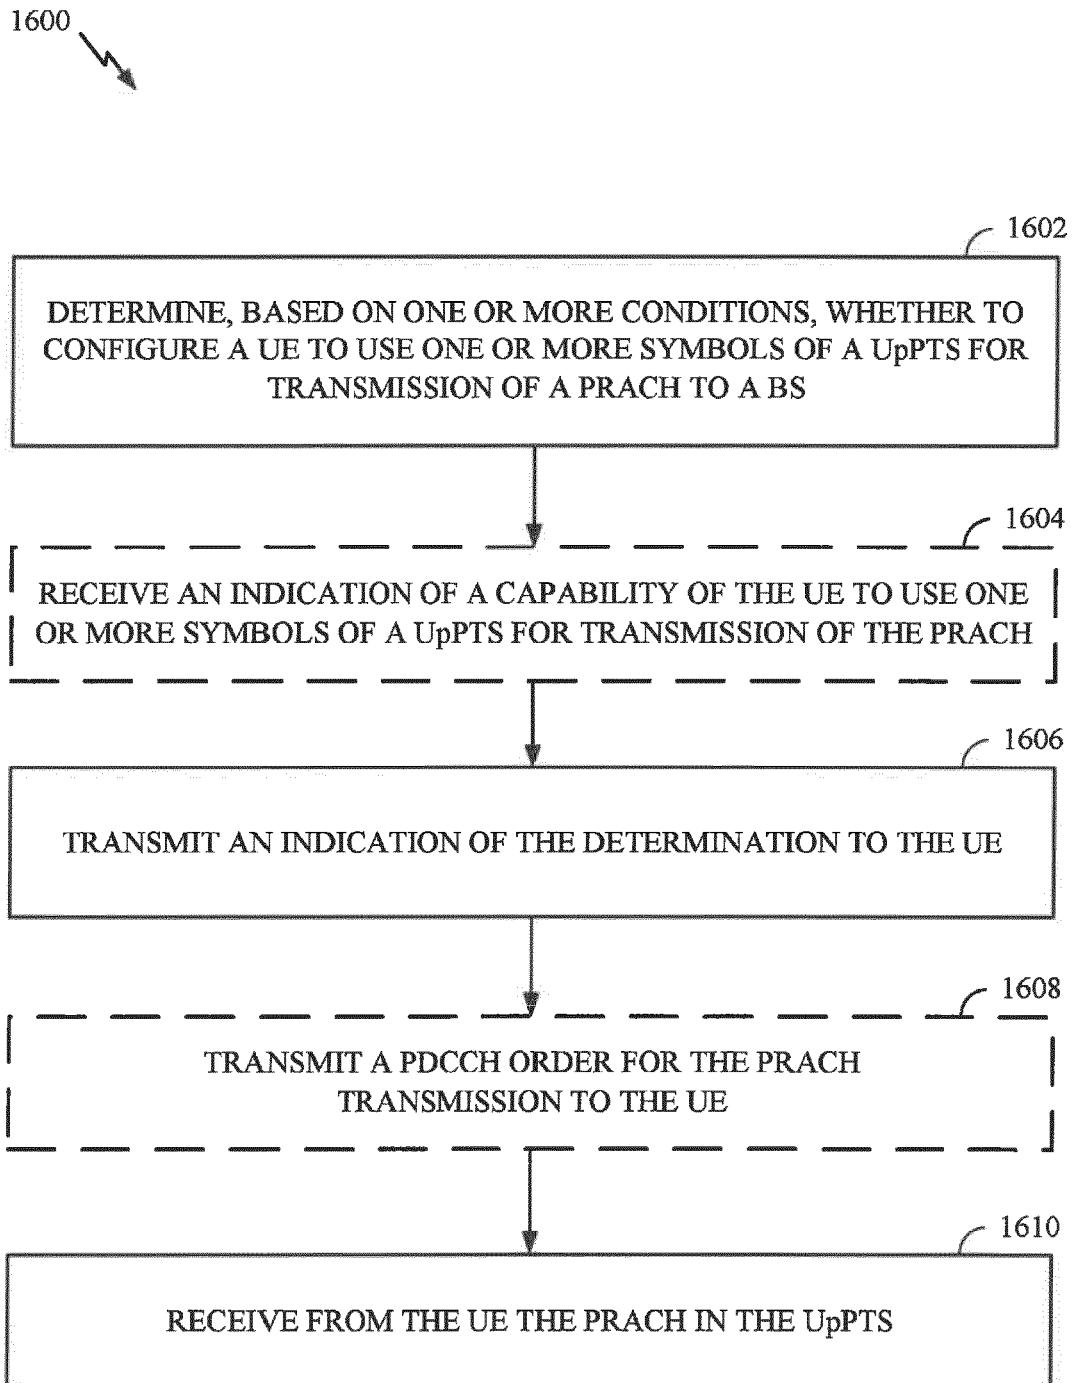 1600
1602
DETERMINE, BASED ON ONE OR MORE CONDITIONS, WHETHER TO
CONFIGURE A UE TO USE ONE OR MORE SYMBOLS OF A UpPTS FOR
TRANSMISSION OF A PRACH TO A BS
1604
RECEIVE AN INDICATION OF A CAPABILITY OF THE UE TO USE ONE
OR MORE SYMBOLS OF A UpPTS FOR TRANSMISSION OF THE PRACH
1606
TRANSMIT AN INDICATION OF THE DETERMINATION TO THE UE
1608
TRANSMIT A PDCCH ORDER FOR THE PRACH
TRANSMISSION TO THE UE
1610
RECEIVE FROM THE UE THE PRACH IN THE UpPTS